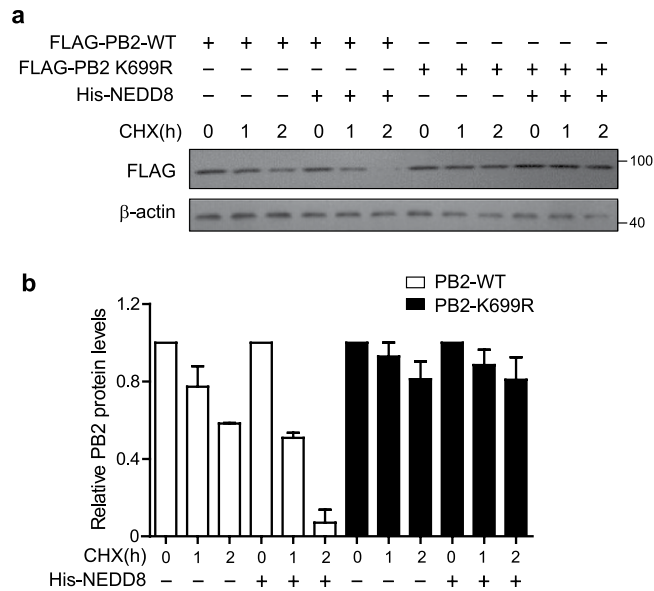 a
FLAG-PB2-WT + + + + + + – – – – – –
FLAG-PB2 K699R – – – – – – + + + + + +
His-NEDD8 – – – + + + – – – + + +
CHX(h) 0 1 2 0 1 2 0 1 2 0 1 2
FLAG 100
β-actin 40
b
PB2-WT
PB2-K699R
Relative PB2 protein levels
1.2
0.8
0.4
0
CHX(h) 0 1 2 0 1 2 0 1 2 0 1 2
His-NEDD8 – – – + + + – – – + + +